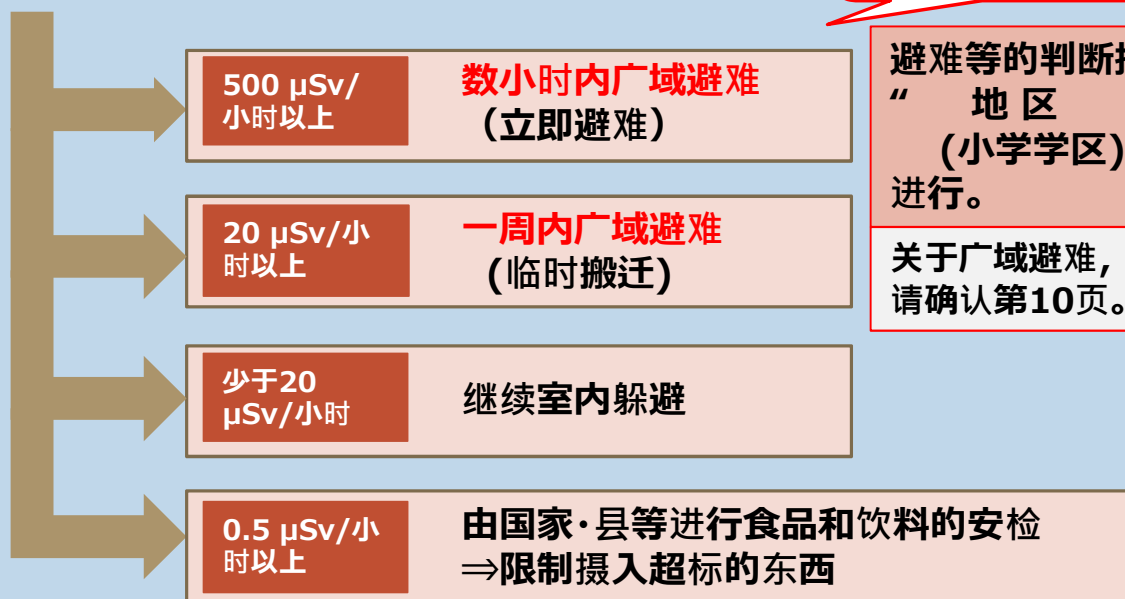 500 μSv/
小时以上
数小时内广域避难
（立即避难）
20 μSv/小
时以上
一周内广域避难
(临时搬迁)
少于20
μSv/小时
继续室内躲避
0.5 μSv/小
时以上
由国家·县等进行食品和饮料的安检
⇒限制摄入超标的东西
避难等的判断
“ 地 区
(小学学区)
进行。
关于广域避难，
请确认第10页。